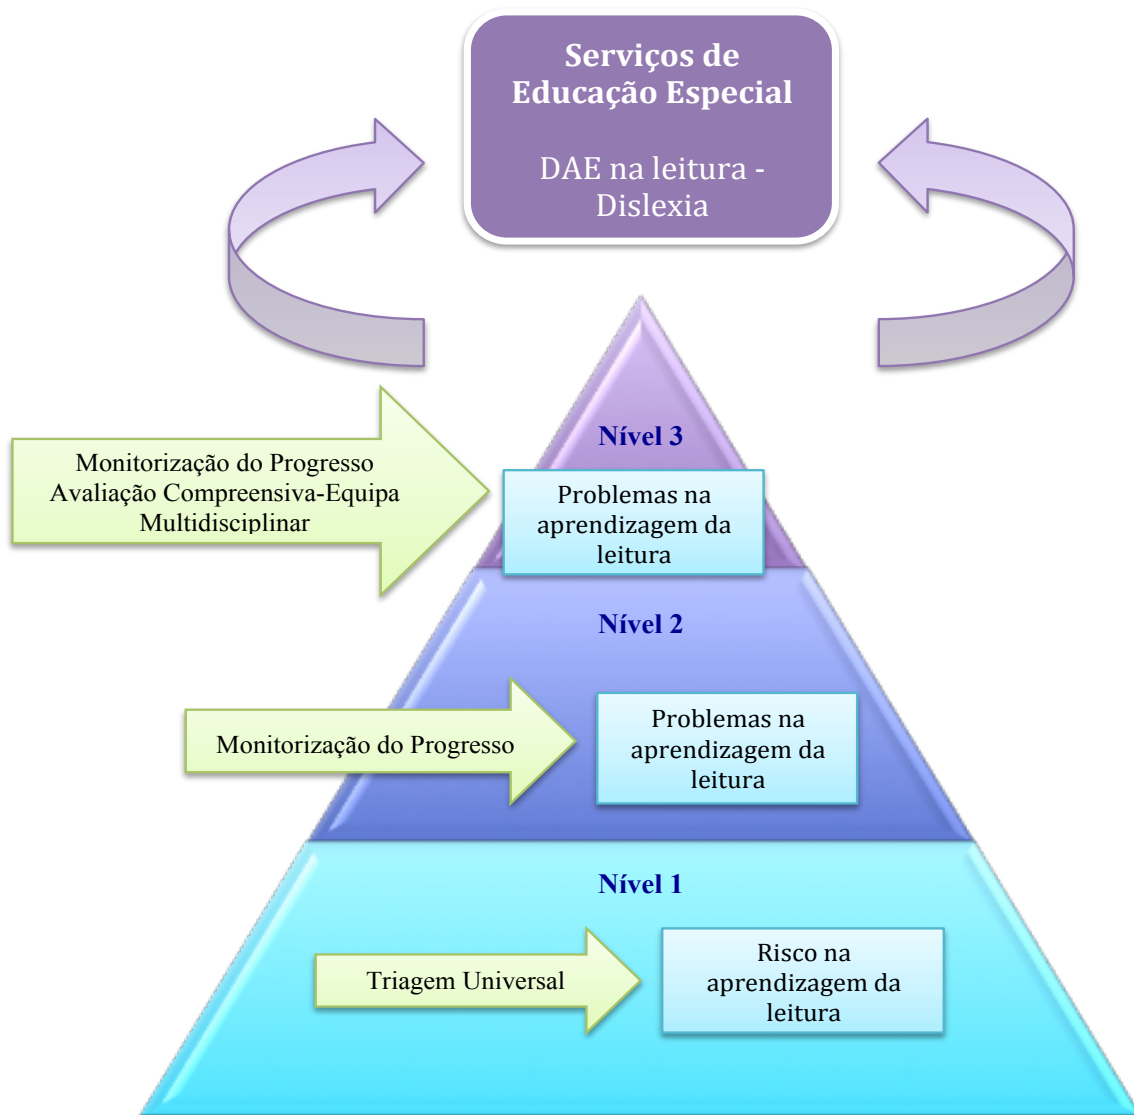 Serviços de
Educação Especial
DAE na leitura -
Dislexia
Nível 3
Monitorização do Progresso
Avaliação Compreensiva-Equipa
Multidisciplinar
Problemas na
aprendizagem da
leitura
Nível 2
Monitorização do Progresso
Problemas na
aprendizagem da
leitura
Nível 1
Triagem Universal
Risco na
aprendizagem da
leitura